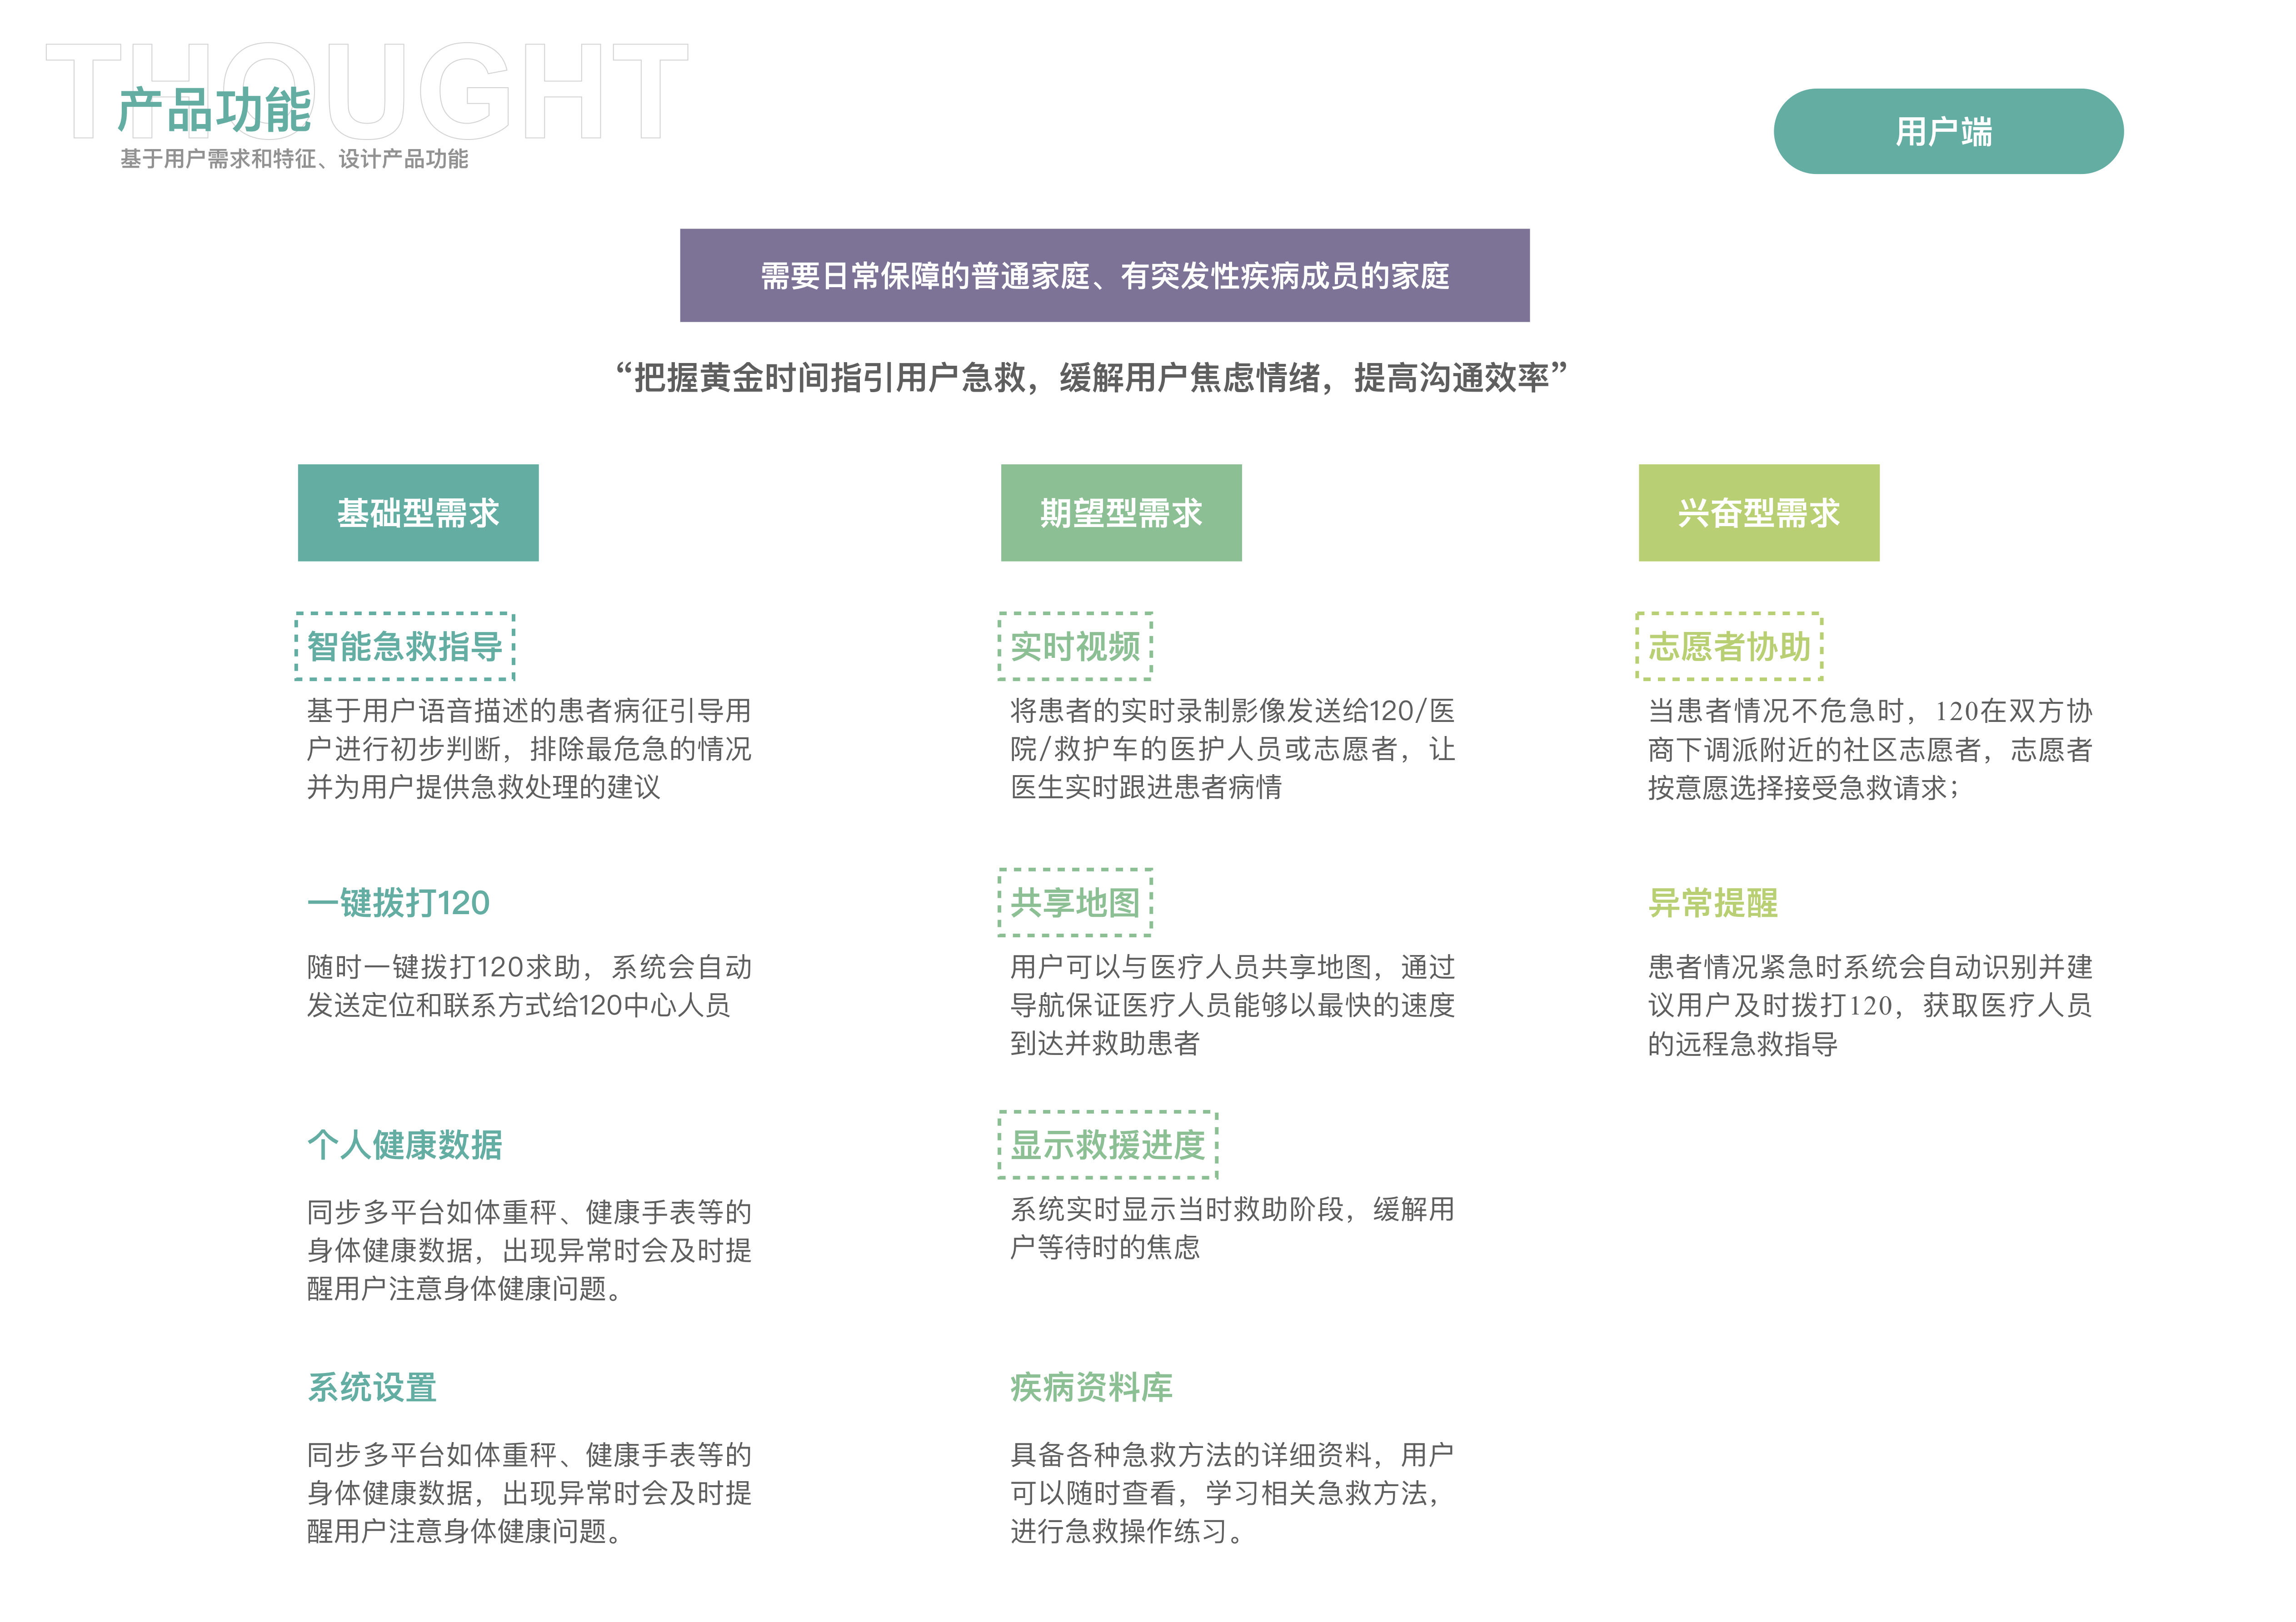 THOUGHT
产品功能
基于用户需求和特征、设计产品功能
用户端
需要日常保障的普通家庭、有突发性疾病成员的家庭
“把握黄金时间指引用户急救，缓解用户焦虑情绪，提高沟通效率”
基础型需求
智能急救指导
基于用户语音描述的患者病征引导用
户进行初步判断，排除最危急的情况
并为用户提供急救处理的建议
一键拨打120
随时一键拨打120求助，系统会自动
发送定位和联系方式给120中心人员
个人健康数据
同步多平台如体重秤、健康手表等的
身体健康数据，出现异常时会及时提
醒用户注意身体健康问题。
系统设置
同步多平台如体重秤、健康手表等的
身体健康数据，出现异常时会及时提
醒用户注意身体健康问题。
期望型需求
实时视频
将患者的实时录制影像发送给120/医
院/救护车的医护人员或志愿者，让
医生实时跟进患者病情
共享地图
用户可以与医疗人员共享地图，通过
导航保证医疗人员能够以最快的速度
到达并救助患者
显示救援进度
系统实时显示当时救助阶段，缓解用
户等待时的焦虑
疾病资料库
具备各种急救方法的详细资料，用户
可以随时查看，学习相关急救方法，
进行急救操作练习。
兴奋型需求
志愿者协助
当患者情况不危急时，120在双方协
商下调派附近的社区志愿者，志愿者
按意愿选择接受急救请求；
异常提醒
患者情况紧急时系统会自动识别并建
议用户及时拨打120，获取医疗人员
的远程急救指导